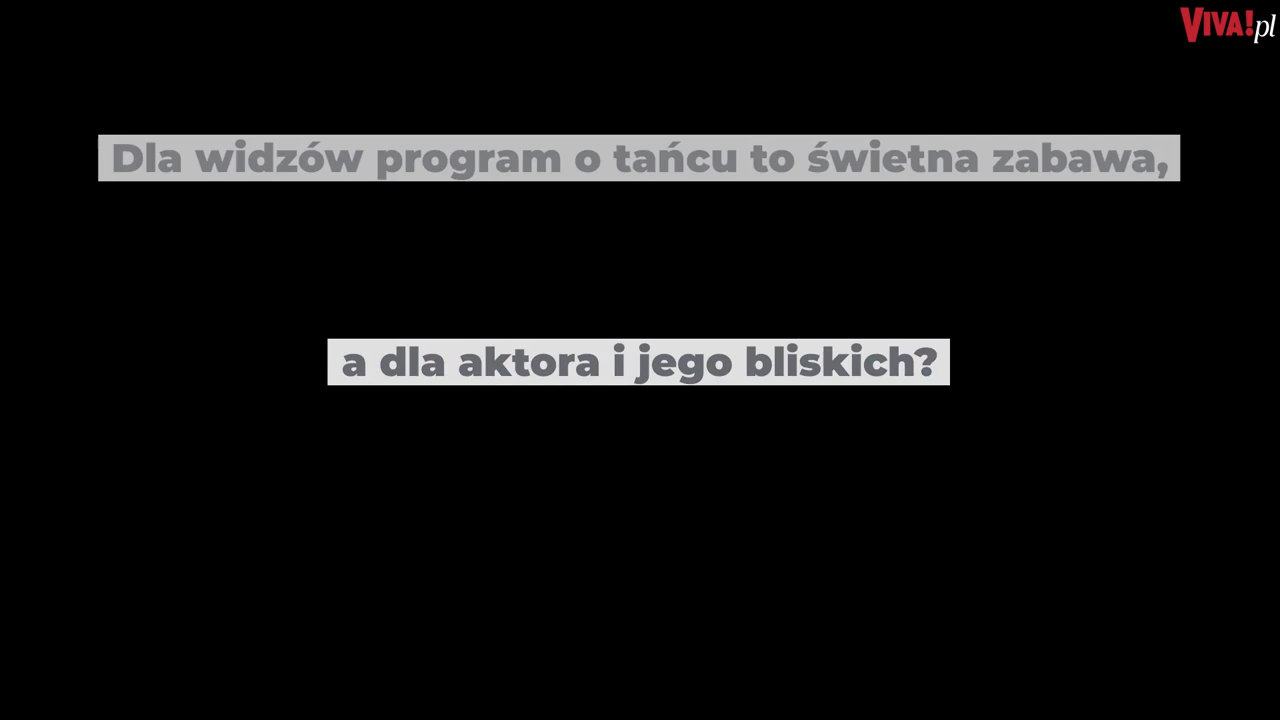 VIVA!pl
Dla widzów program o tańcu to świetna zabawa,
a dla aktora i jego bliskich?